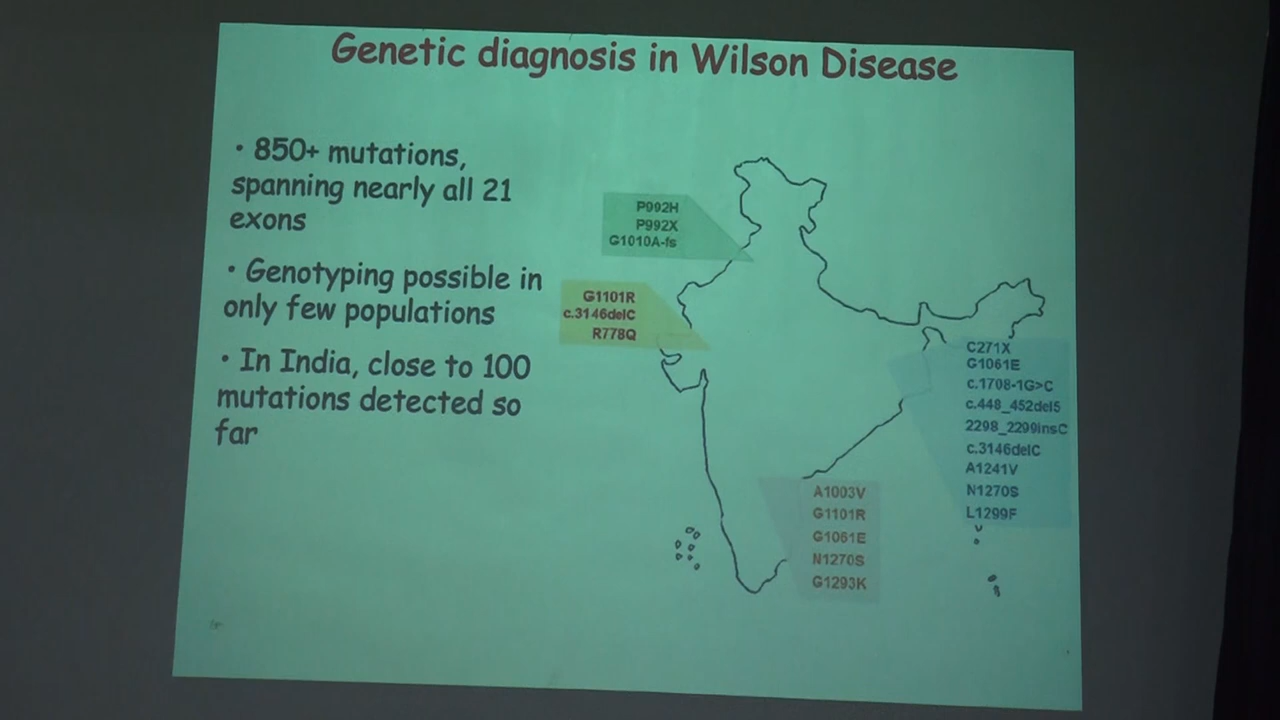 Genetic diagnosis in Wilson Disease
• 850+ mutations,
spanning nearly all 21
exons
• Genotyping possible in
only few populations
• In India, close to 100
mutations detected so
far
P992H
P992X
G1010A-fs
G1101R
c.3146delC
R778Q
C271X
G1061E
c.1708-1G>C
c.448_452del5
2298_2299insC
c.3146delC
A1241V
N1270S
L1299F
A1003V
G1101R
G1061E
N1270S
G1293K